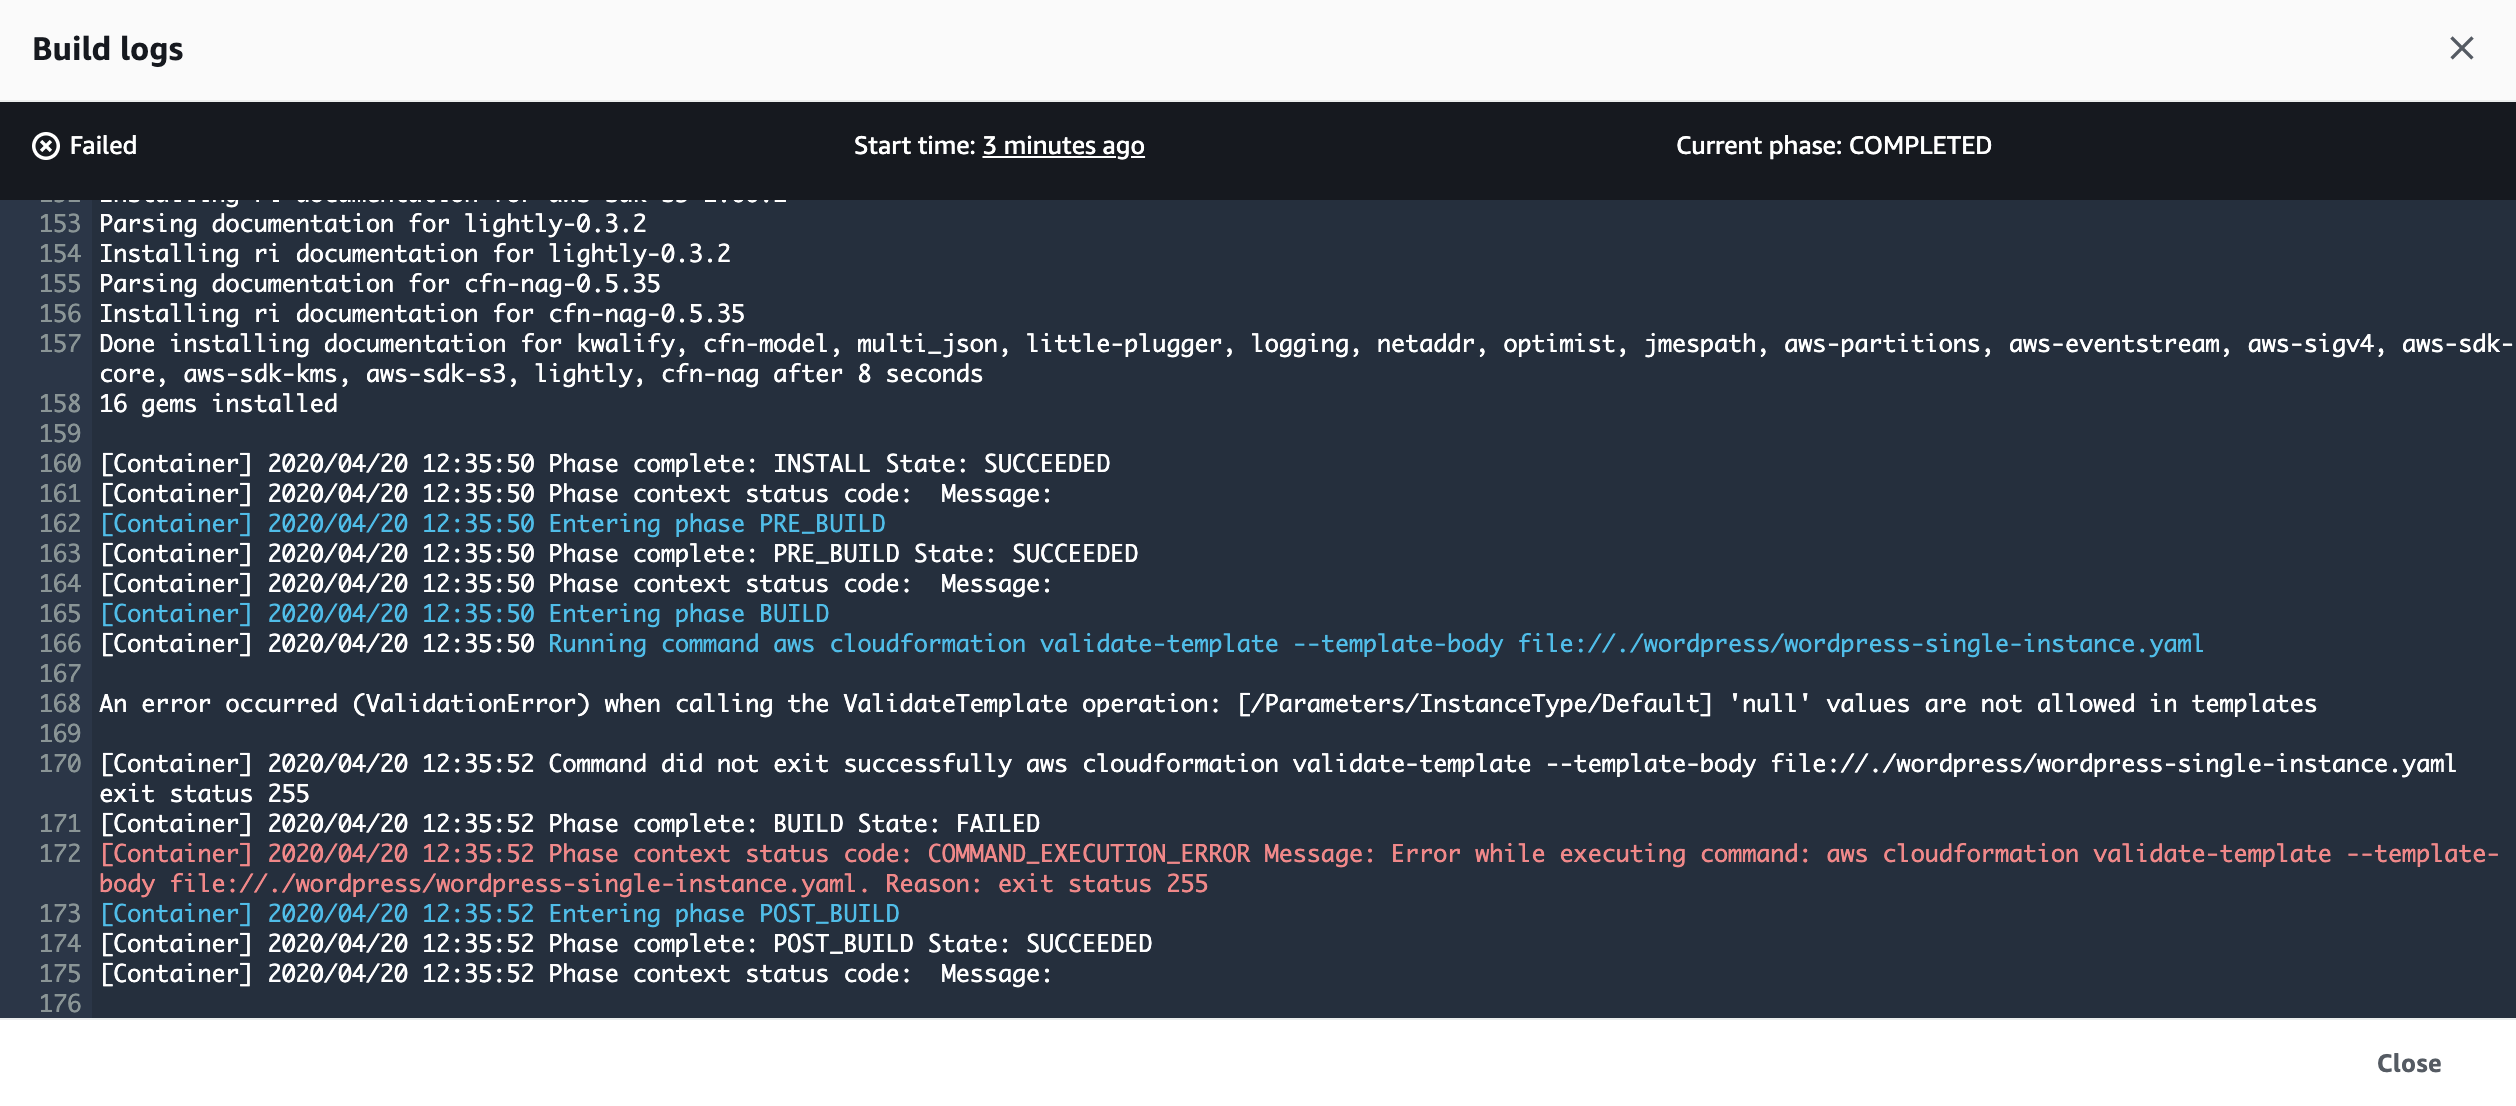 Build logs
Failed
Start time: 3 minutes ago
Current phase: COMPLETED
153 Parsing documentation for lightly-0.3.2
154 Installing ri documentation for lightly-0.3.2
155 Parsing documentation for cfn-nag-0.5.35
156 Installing ri documentation for cfn-nag-0.5.35
157 Done installing documentation for kwalify, cfn-model, multi_json, little-plugger, logging, netaddr, optimist, jmespath, aws-partitions, aws-eventstream, aws-sigv4, aws-sdk-
core, aws-sdk-kms, aws-sdk-s3, lightly, cfn-nag after 8 seconds
158 16 gems installed
159
160 [Container] 2020/04/20 12:35:50 Phase complete: INSTALL State: SUCCEEDED
161 [Container] 2020/04/20 12:35:50 Phase context status code:  Message:
162 [Container] 2020/04/20 12:35:50 Entering phase PRE_BUILD
163 [Container] 2020/04/20 12:35:50 Phase complete: PRE_BUILD State: SUCCEEDED
164 [Container] 2020/04/20 12:35:50 Phase context status code:  Message:
165 [Container] 2020/04/20 12:35:50 Entering phase BUILD
166 [Container] 2020/04/20 12:35:50 Running command aws cloudformation validate-template --template-body file://./wordpress/wordpress-single-instance.yaml
167
168 An error occurred (ValidationError) when calling the ValidateTemplate operation: [/Parameters/InstanceType/Default] 'null' values are not allowed in templates
169
170 [Container] 2020/04/20 12:35:52 Command did not exit successfully aws cloudformation validate-template --template-body file://./wordpress/wordpress-single-instance.yaml
exit status 255
171 [Container] 2020/04/20 12:35:52 Phase complete: BUILD State: FAILED
172 [Container] 2020/04/20 12:35:52 Phase context status code: COMMAND_EXECUTION_ERROR Message: Error while executing command: aws cloudformation validate-template --template-
body file://./wordpress/wordpress-single-instance.yaml. Reason: exit status 255
173 [Container] 2020/04/20 12:35:52 Entering phase POST_BUILD
174 [Container] 2020/04/20 12:35:52 Phase complete: POST_BUILD State: SUCCEEDED
175 [Container] 2020/04/20 12:35:52 Phase context status code:  Message:
176
Close